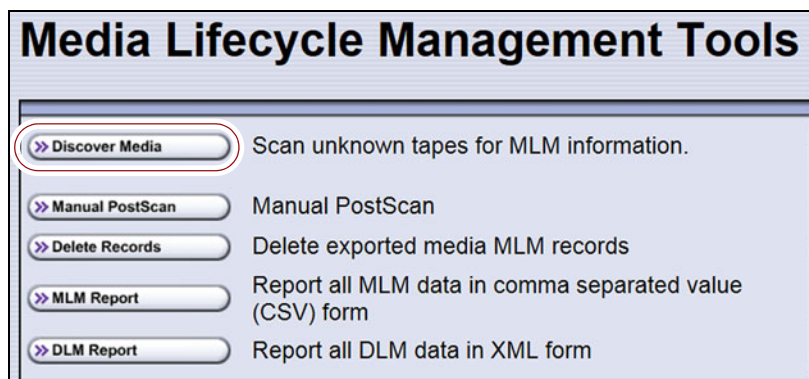 Media Lifecycle Management Tools
>> Discover Media Scan unknown tapes for MLM information.
>> Manual PostScan Manual PostScan
>> Delete Records Delete exported media MLM records
>> MLM Report Report all MLM data in comma separated value
(CSV) form
>> DLM Report Report all DLM data in XML form